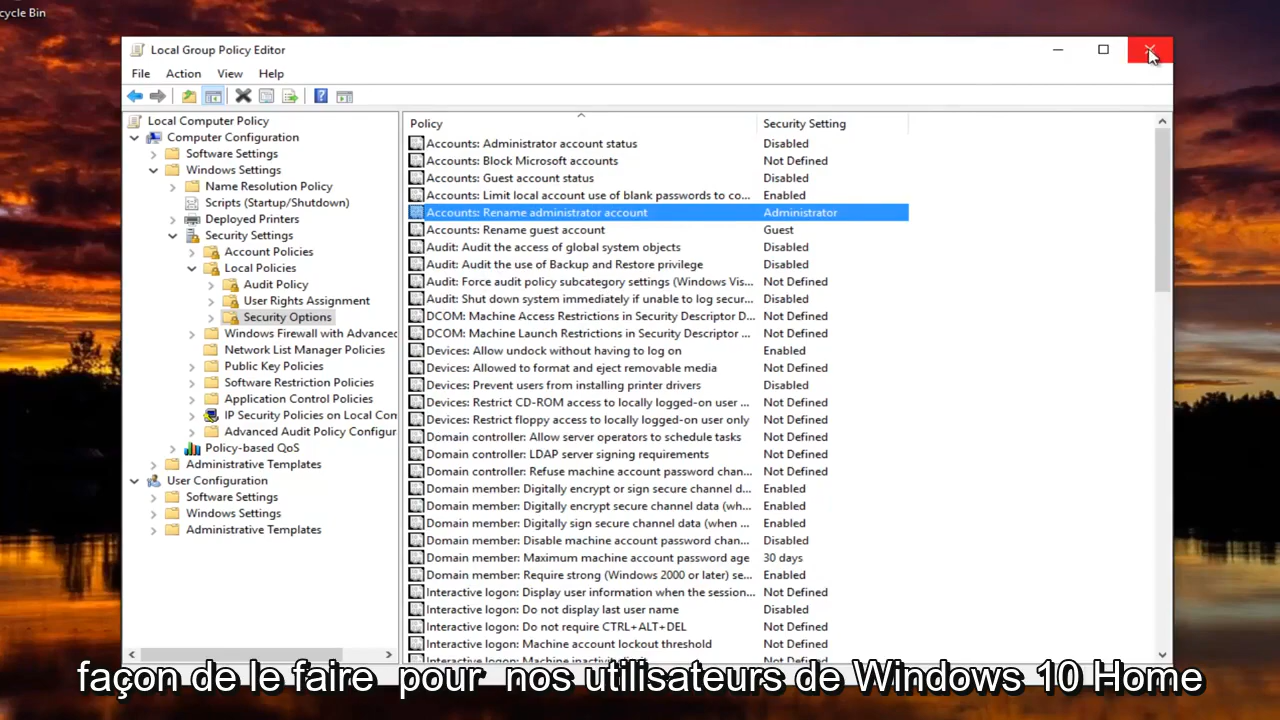 cycle Bin
Local Group Policy Editor
File Action View Help
Local Computer Policy
Computer Configuration
Software Settings
Windows Settings
Name Resolution Policy
Scripts (Startup/Shutdown)
Deployed Printers
Security Settings
Account Policies
Local Policies
Audit Policy
User Rights Assignment
Security Options
Windows Firewall with Advanced
Network List Manager Policies
Public Key Policies
Software Restriction Policies
Application Control Policies
IP Security Policies on Local Com
Advanced Audit Policy Configur
Policy-based QoS
Administrative Templates
User Configuration
Software Settings
Windows Settings
Administrative Templates
Policy Security Setting
Accounts: Administrator account status Disabled
Accounts: Block Microsoft accounts Not Defined
Accounts: Guest account status Disabled
Accounts: Limit local account use of blank passwords to co... Enabled
Accounts: Rename administrator account Administrator
Accounts: Rename guest account Guest
Audit: Audit the access of global system objects Disabled
Audit: Audit the use of Backup and Restore privilege Disabled
Audit: Force audit policy subcategory settings (Windows Vis... Not Defined
Audit: Shut down system immediately if unable to log secur... Disabled
DCOM: Machine Access Restrictions in Security Descriptor D... Not Defined
DCOM: Machine Launch Restrictions in Security Descriptor ... Not Defined
Devices: Allow undock without having to log on Enabled
Devices: Allowed to format and eject removable media Not Defined
Devices: Prevent users from installing printer drivers Disabled
Devices: Restrict CD-ROM access to locally logged-on user ... Not Defined
Devices: Restrict floppy access to locally logged-on user only Not Defined
Domain controller: Allow server operators to schedule tasks Not Defined
Domain controller: LDAP server signing requirements Not Defined
Domain controller: Refuse machine account password chan... Not Defined
Domain member: Digitally encrypt or sign secure channel d... Enabled
Domain member: Digitally encrypt secure channel data (wh... Enabled
Domain member: Digitally sign secure channel data (when ... Enabled
Domain member: Disable machine account password chan... Disabled
Domain member: Maximum machine account password age 30 days
Domain member: Require strong (Windows 2000 or later) se... Enabled
Interactive logon: Display user information when the session... Not Defined
Interactive logon: Do not display last user name Disabled
Interactive logon: Do not require CTRL+ALT+DEL Not Defined
Interactive logon: Machine account lockout threshold Not Defined
façon de le faire pour nos utilisateurs de Windows 10 Home